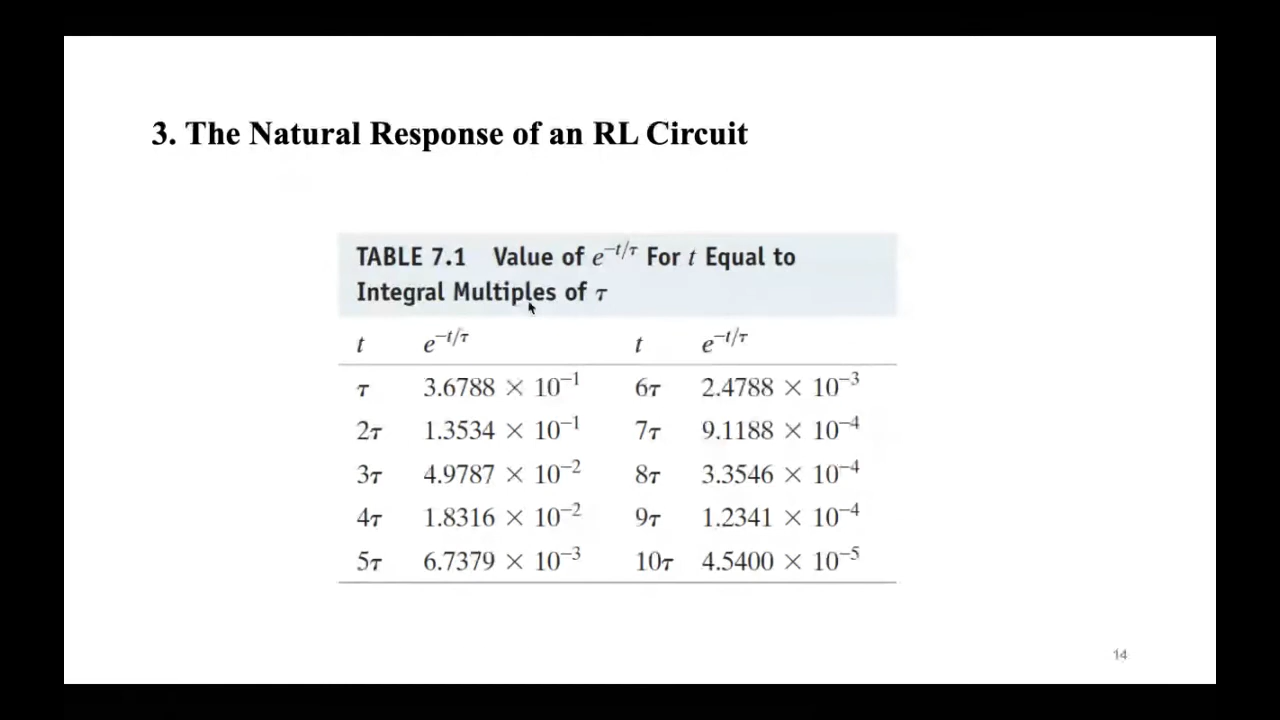 3. The Natural Response of an RL Circuit
TABLE 7.1 Value of e^−t/τ For t Equal to
Integral Multiples of τ
t e^−t/τ t e^−t/τ
τ 3.6788 × 10^−1 6τ 2.4788 × 10^−3
2τ 1.3534 × 10^−1 7τ 9.1188 × 10^−4
3τ 4.9787 × 10^−2 8τ 3.3546 × 10^−4
4τ 1.8316 × 10^−2 9τ 1.2341 × 10^−4
5τ 6.7379 × 10^−3 10τ 4.5400 × 10^−5
14